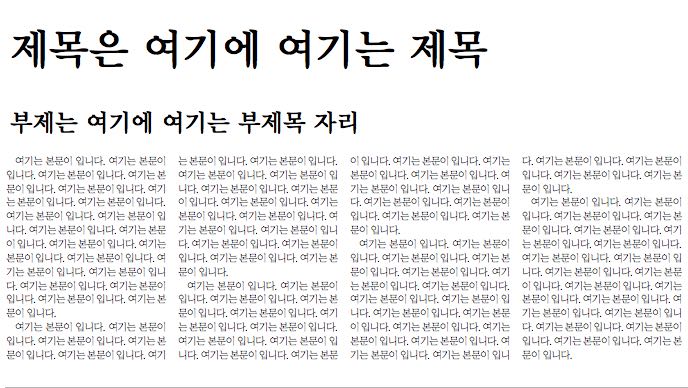 제목은 여기에 여기는 제목
부제는 여기에 여기는 부제목 자리
여기는 본문이 입니다. 여기는 본문이
입니다. 여기는 본문이 입니다. 여기는 본
문이 입니다. 여기는 본문이 입니다. 여기
는 본문이 입니다. 여기는 본문이 입니다.
여기는 본문이 입니다. 여기는 본문이 입
니다. 여기는 본문이 입니다. 여기는 본문
이 입니다. 여기는 본문이 입니다. 여기는
본문이 입니다. 여기는 본문이 입니다. 여
기는 본문이 입니다. 여기는 본문이 입니
다. 여기는 본문이 입니다. 여기는 본문이
입니다. 여기는 본문이 입니다. 여기는 본
문이 입니다.
여기는 본문이 입니다. 여기는 본문이
입니다. 여기는 본문이 입니다. 여기는 본
문이 입니다. 여기는 본문이 입니다. 여기
는 본문이 입니다. 여기는 본문이 입니다.
여기는 본문이 입니다. 여기는 본문이 입
니다. 여기는 본문이 입니다. 여기는 본문
이 입니다. 여기는 본문이 입니다. 여기는
본문이 입니다. 여기는 본문이 입니다. 여
기는 본문이 입니다. 여기는 본문이 입니
다. 여기는 본문이 입니다. 여기는 본문이
입니다. 여기는 본문이 입니다. 여기는 본
문이 입니다.
여기는 본문이 입니다. 여기는 본문이
입니다. 여기는 본문이 입니다. 여기는 본
문이 입니다. 여기는 본문이 입니다. 여기
는 본문이 입니다. 여기는 본문이 입니다.
여기는 본문이 입니다. 여기는 본문이 입
니다. 여기는 본문이 입니다. 여기는 본문
이 입니다. 여기는 본문이 입니다. 여기는
본문이 입니다. 여기는 본문이 입니다. 여
기는 본문이 입니다. 여기는 본문이 입니
다. 여기는 본문이 입니다. 여기는 본문이
입니다. 여기는 본문이 입니다. 여기는 본
문이 입니다.
여기는 본문이 입니다. 여기는 본문이
입니다. 여기는 본문이 입니다. 여기는 본
문이 입니다. 여기는 본문이 입니다. 여기
는 본문이 입니다. 여기는 본문이 입니다.
여기는 본문이 입니다. 여기는 본문이 입
니다. 여기는 본문이 입니다. 여기는 본문
이 입니다. 여기는 본문이 입니다. 여기는
본문이 입니다. 여기는 본문이 입니다. 여
기는 본문이 입니다. 여기는 본문이 입니
다. 여기는 본문이 입니다. 여기는 본문이
입니다. 여기는 본문이 입니다. 여기는 본
문이 입니다.
여기는 본문이 입니다. 여기는 본문이
입니다. 여기는 본문이 입니다. 여기는 본
문이 입니다. 여기는 본문이 입니다. 여기
는 본문이 입니다. 여기는 본문이 입니다.
여기는 본문이 입니다. 여기는 본문이 입
니다. 여기는 본문이 입니다. 여기는 본문
이 입니다. 여기는 본문이 입니다. 여기는
본문이 입니다. 여기는 본문이 입니다. 여
기는 본문이 입니다. 여기는 본문이 입니
다. 여기는 본문이 입니다. 여기는 본문이
입니다. 여기는 본문이 입니다. 여기는 본
문이 입니다.